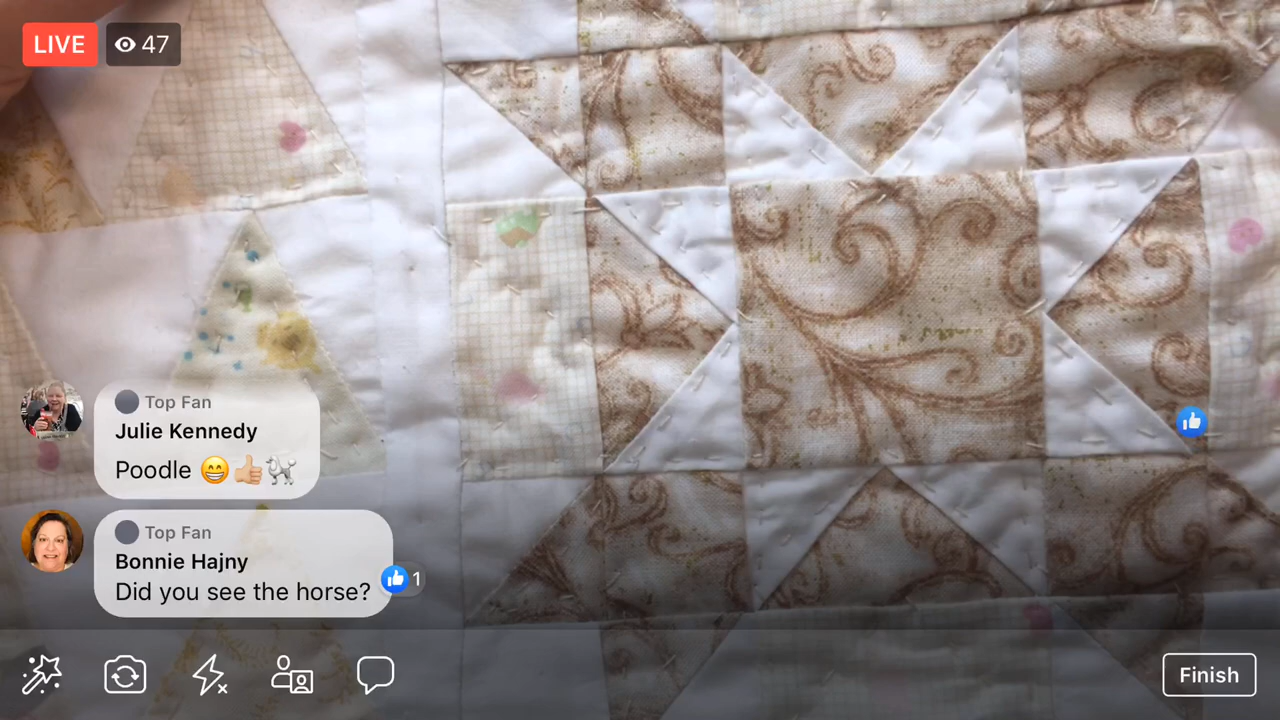 LIVE 47
Top Fan
Julie Kennedy
Poodle 😁👍🏼🐩
Top Fan
Bonnie Hajny
Did you see the horse? 1
Finish